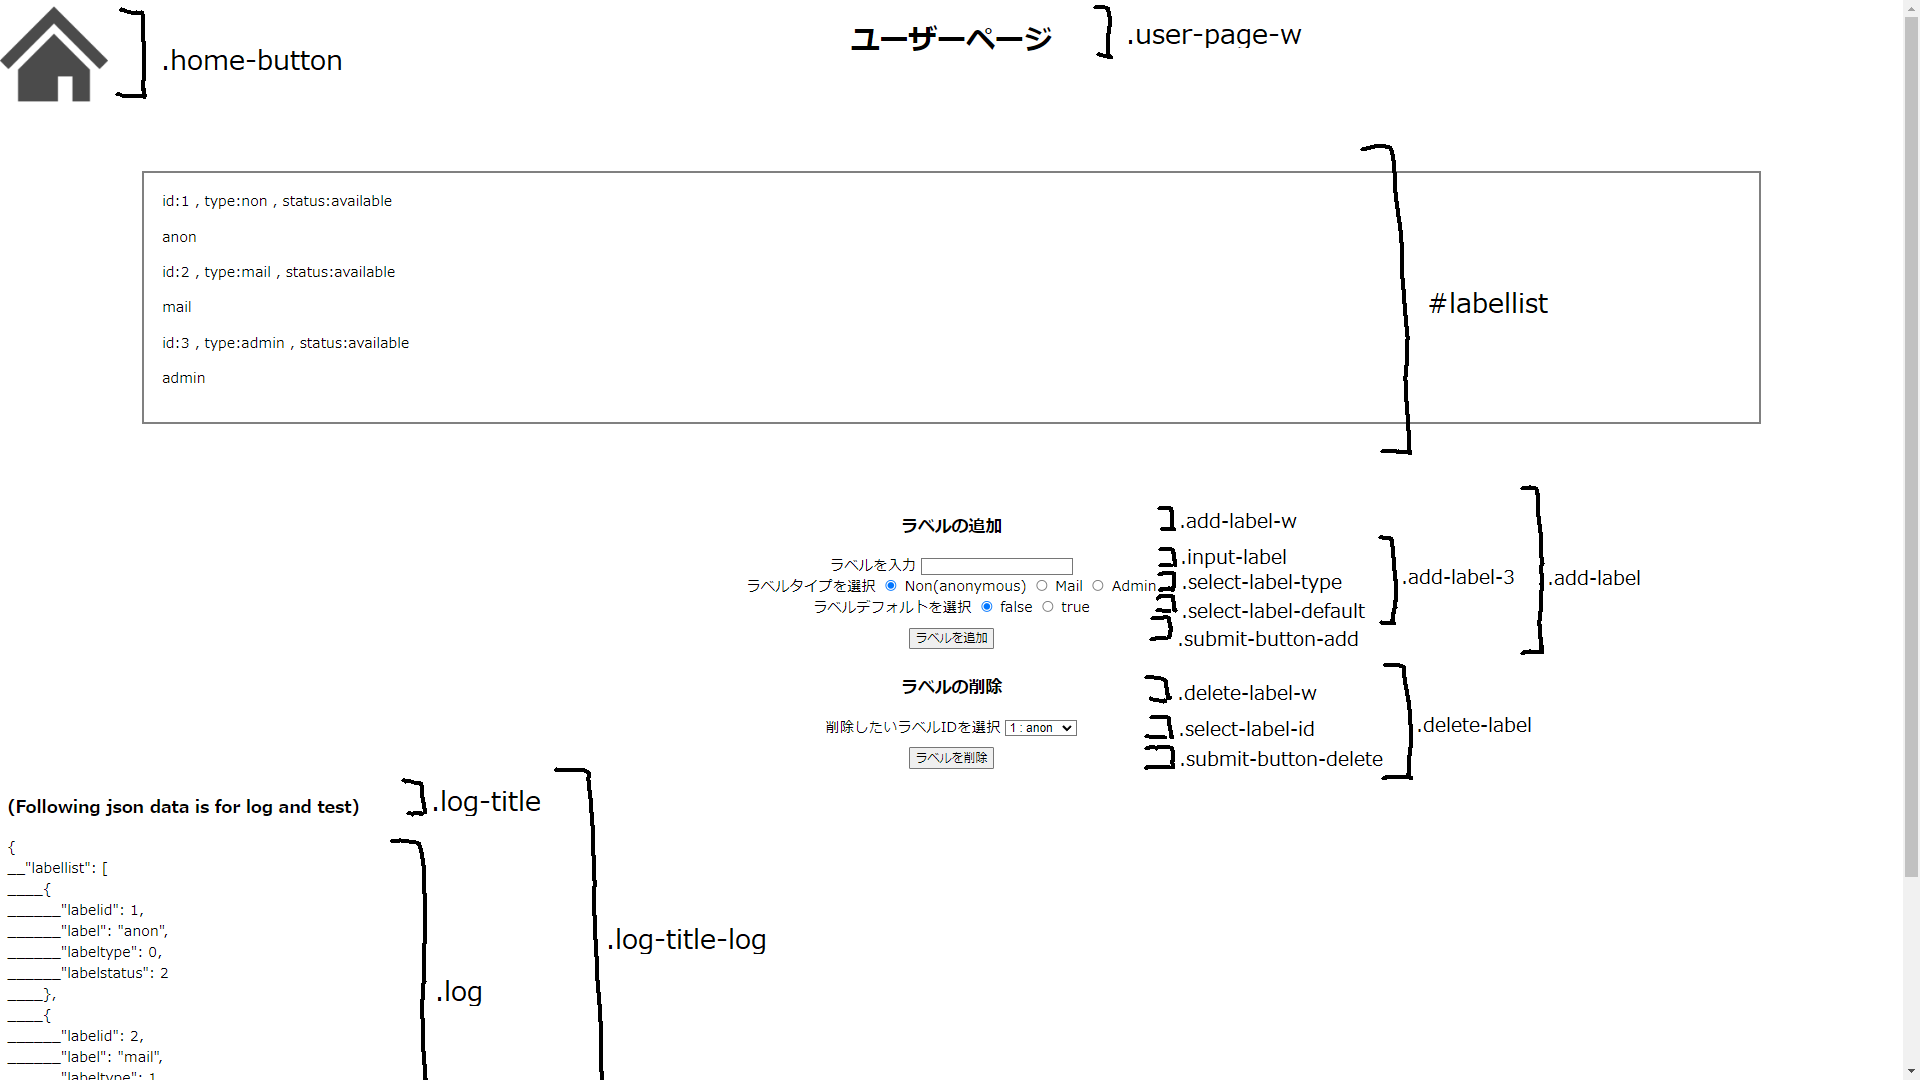 .home-button
ユーザーページ
.user-page-w
id:1 , type:non , status:available
anon
id:2 , type:mail , status:available
mail
id:3 , type:admin , status:available
admin
#labellist
ラベルの追加
.add-label-w
ラベルを入力
.input-label
ラベルタイプを選択 Non(anonymous) Mail Admin
.select-label-type
.add-label-3
.add-label
ラベルデフォルトを選択 false true
.select-label-default
ラベルを追加
.submit-button-add
ラベルの削除
.delete-label-w
削除したいラベルIDを選択 1 : anon
.select-label-id
.delete-label
ラベルを削除
.submit-button-delete
(Following json data is for log and test)
.log-title
{
__"labellist": [
____{
______"labelid": 1,
______"label": "anon",
______"labeltype": 0,
______"labelstatus": 2
____},
____{
______"labelid": 2,
______"label": "mail",
______"labeltype": 1
.log-title-log
.log